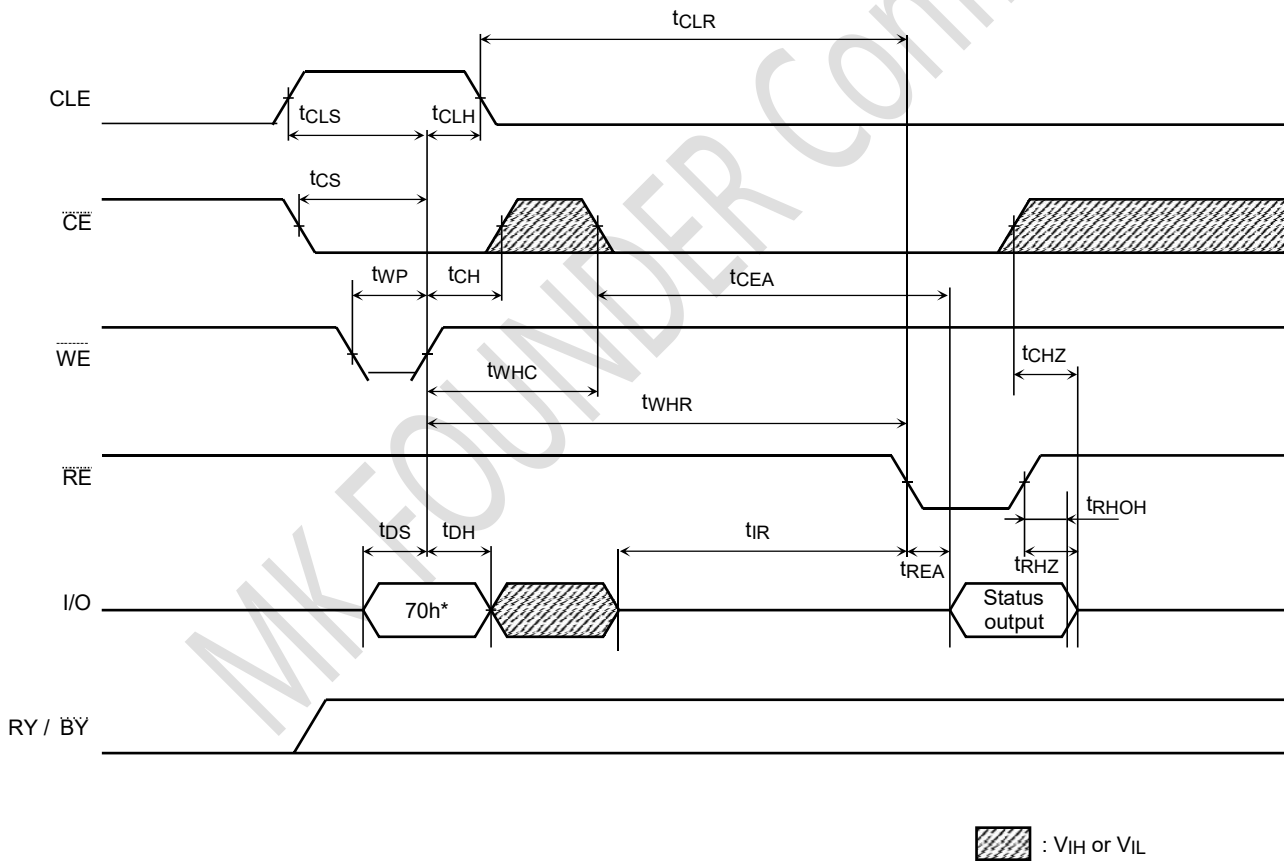 tCLR
CLE
tCLS
tCLH
tCS
CE
tWP
tCH
tCEA
WE
tCHZ
tWHC
tWHR
RE
tRHOH
tDS
tDH
tIR
tREA
tRHZ
I/O
70h*
Status
output
RY / BY
: VIH or VIL
MK FOUNDER